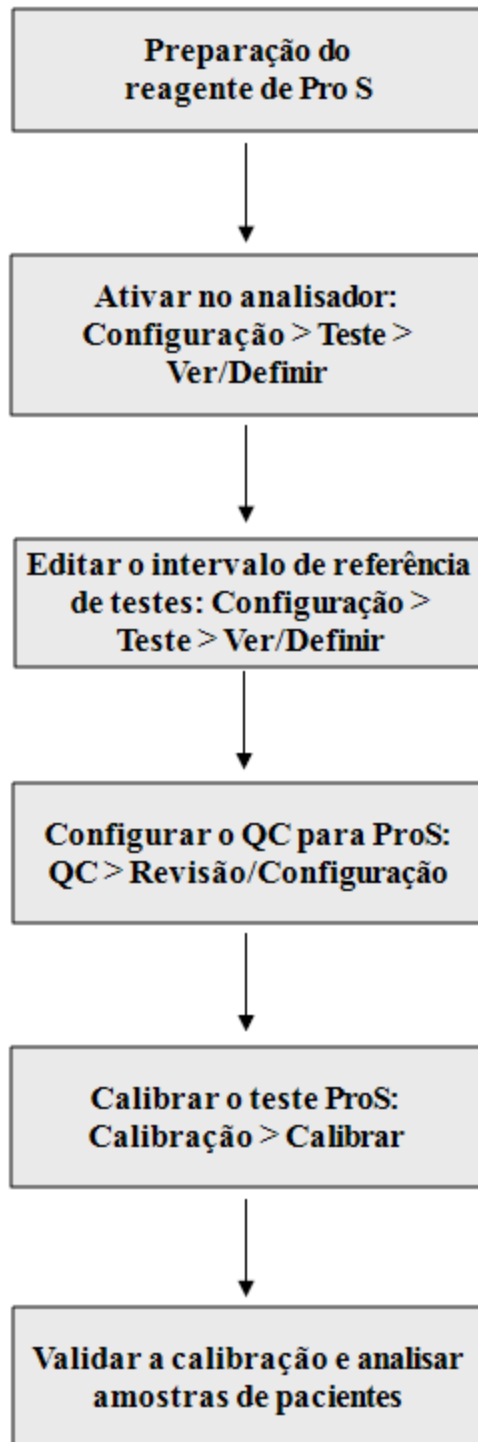 Preparação do
reagente de Pro S
Ativar no analisador:
Configuração > Teste >
Ver/Definir
Editar o intervalo de referência
de testes: Configuração >
Teste > Ver/Definir
Configurar o QC para ProS:
QC > Revisão/Configuração
Calibrar o teste ProS:
Calibração > Calibrar
Validar a calibração e analisar
amostras de pacientes